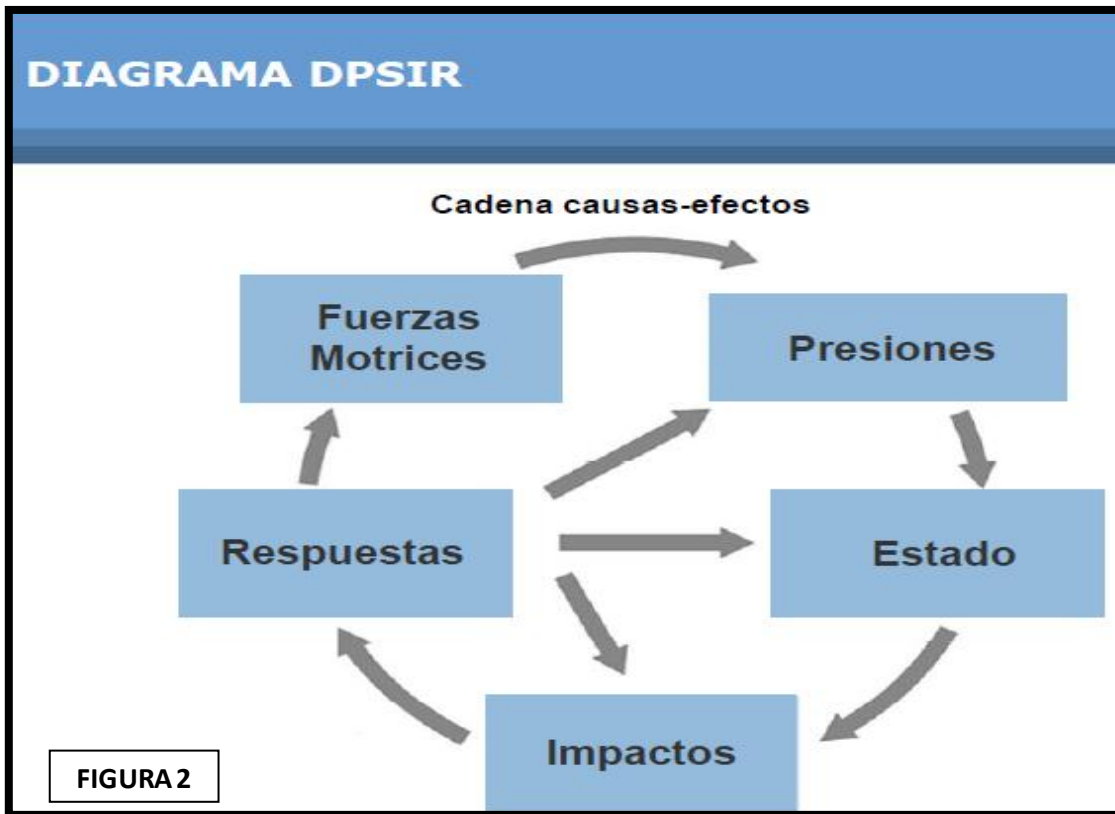 DIAGRAMA DPSIR
Cadena causas-efectos
Fuerzas
Motrices
Presiones
Respuestas
Estado
Impactos
FIGURA 2